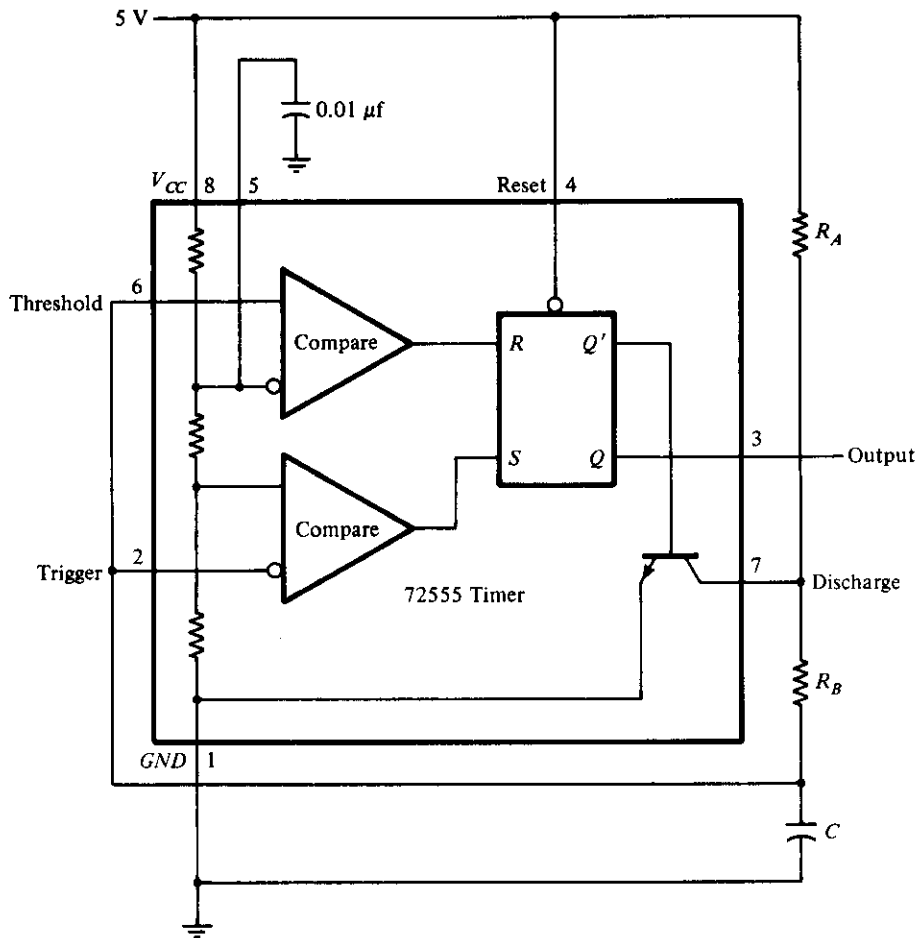 5 V
0.01 µf
V_CC 8 5 Reset 4
R_A
6
Threshold
Compare
R Q'
3
S Q Output
Compare
2
Trigger
7
72555 Timer Discharge
R_B
GND 1
C